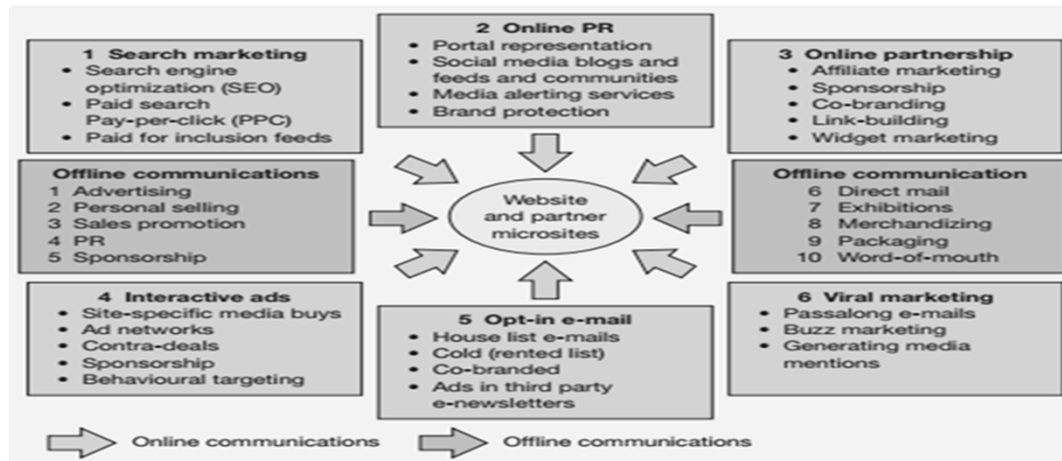 1 Search marketing
• Search engine
optimization (SEO)
• Paid search
Pay-per-click (PPC)
• Paid for inclusion feeds
2 Online PR
• Portal representation
• Social media blogs and
feeds and communities
• Media alerting services
• Brand protection
3 Online partnership
• Affiliate marketing
• Sponsorship
• Co-branding
• Link-building
• Widget marketing
Offline communications
1 Advertising
2 Personal selling
3 Sales promotion
4 PR
5 Sponsorship
Website
and partner
microsites
Offline communication
6 Direct mail
7 Exhibitions
8 Merchandizing
9 Packaging
10 Word-of-mouth
4 Interactive ads
• Site-specific media buys
• Ad networks
• Contra-deals
• Sponsorship
• Behavioural targeting
5 Opt-in e-mail
• House list e-mails
• Cold (rented list)
• Co-branded
• Ads in third party
e-newsletters
6 Viral marketing
• Passalong e-mails
• Buzz marketing
• Generating media
mentions
Online communications
Offline communications